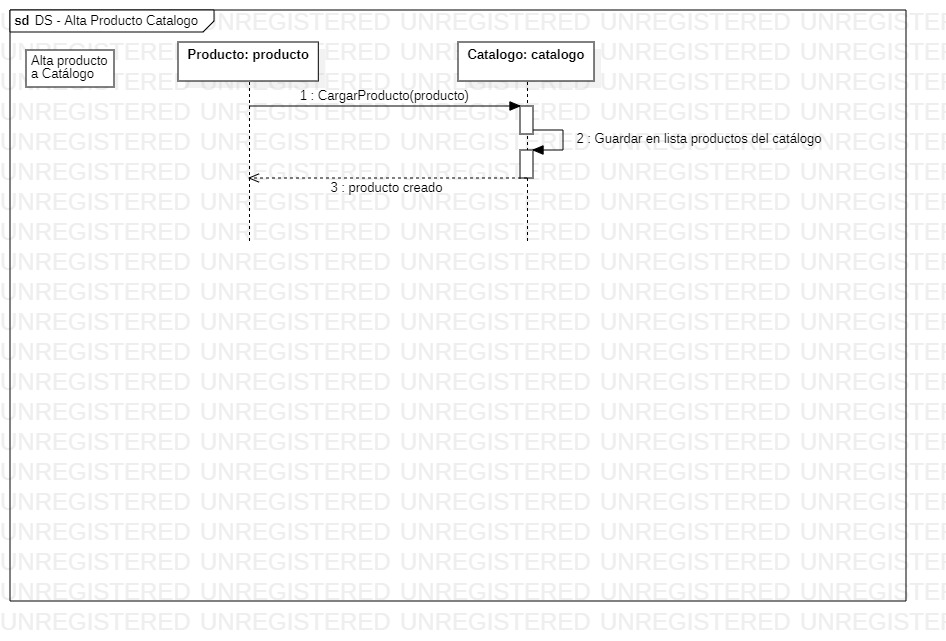 sd DS - Alta Producto Catalogo
Alta producto
a Catálogo
Producto: producto
Catalogo: catalogo
1 : CargarProducto(producto)
2 : Guardar en lista productos del catálogo
3 : producto creado
UNREGISTERED UNREGISTERED UNREGISTERED UNREGISTERED